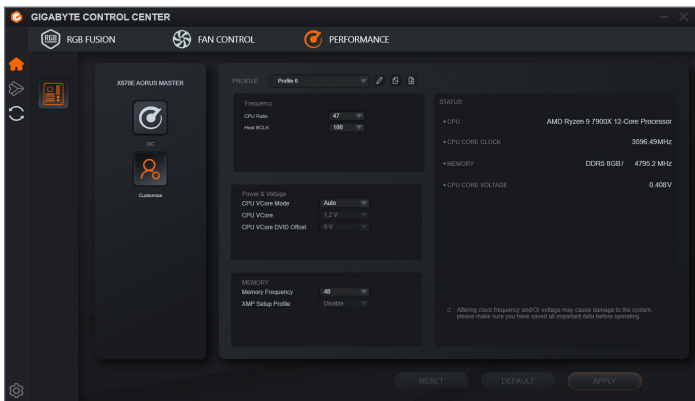 GIGABYTE CONTROL CENTER
RGB RGB FUSION
FAN CONTROL
PERFORMANCE
X670E AORUS MASTER
OC
Customize
PROFILE Profile 0
Frequency
CPU Ratio 47
Host BCLK 100
Power & Voltage
CPU VCore Mode Auto
CPU VCore 1.2 V
CPU VCore DVID Offset 0 V
MEMORY
Memory Frequency 48
XMP Setup Profile Disable
STATUS
CPU AMD Ryzen 9 7900X 12-Core Processor
CPU CORE CLOCK 3596.49MHz
MEMORY DDR5 8GB / 4795.2 MHz
CPU CORE VOLTAGE 0.408V
Altering clock frequency and/Or voltage may cause damage to the system,
please make sure you have saved all important data before operating.
RESET DEFAULT APPLY